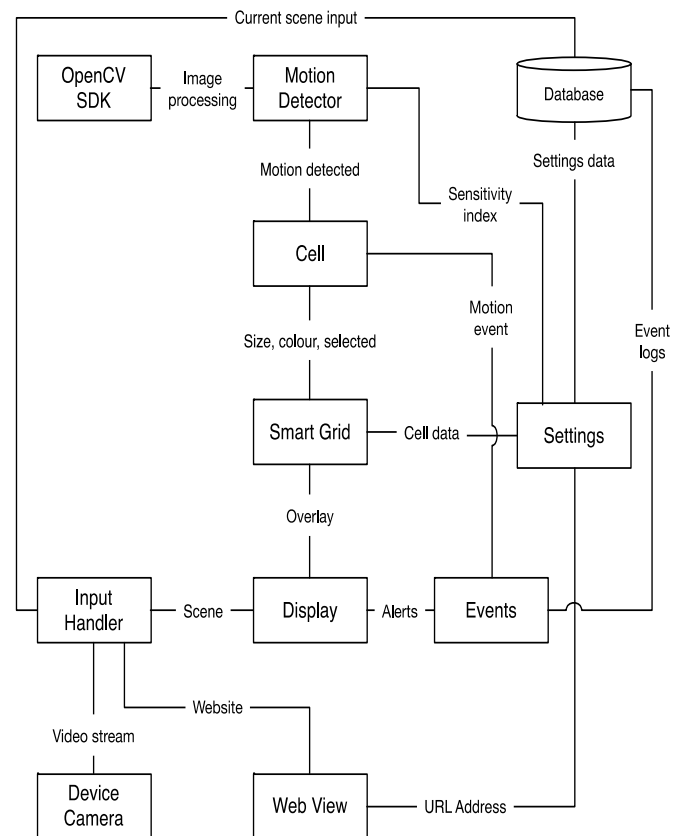 Current scene input
OpenCV
SDK
Image
processing
Motion
Detector
Database
Motion detected
Settings data
Sensitivity
index
Cell
Motion
event
Event
logs
Size, colour, selected
Smart Grid
Cell data
Settings
Overlay
Input
Handler
Scene
Display
Alerts
Events
Website
Video stream
Device
Camera
Web View
URL Address